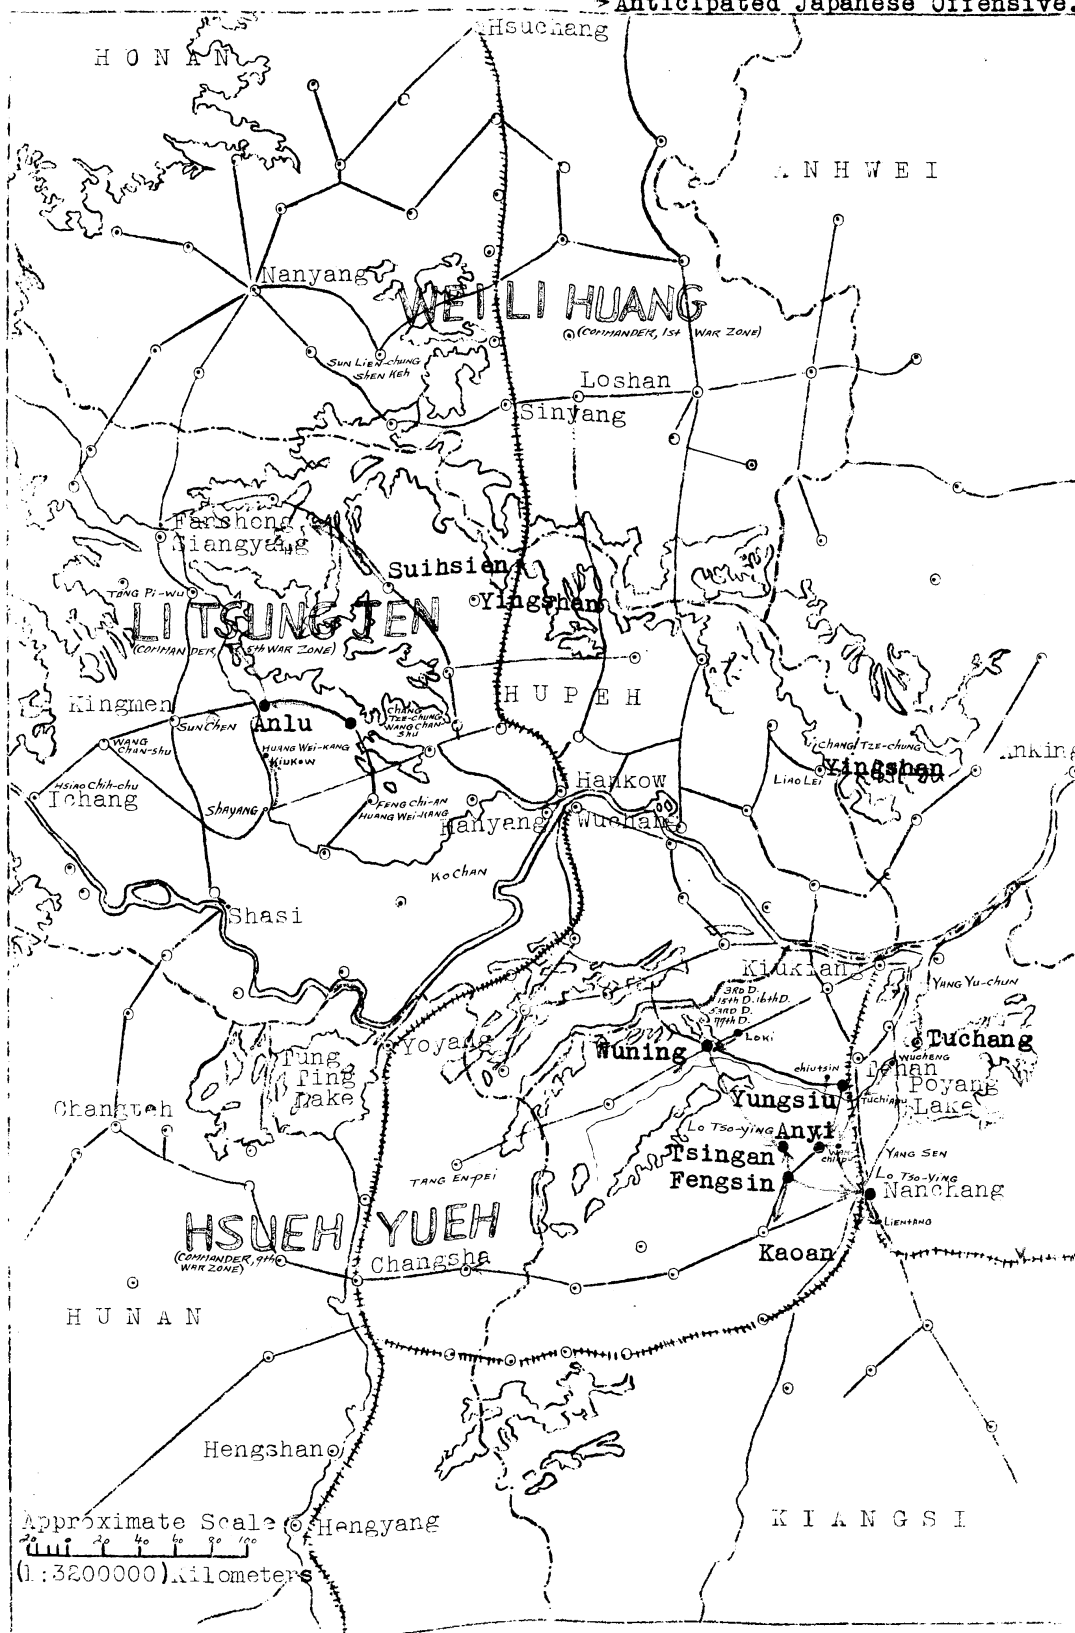 Anticipated Japanese Offensive.
Hsuchang
HONAN
ANHWEI
Nanyang
WEI LI HUANG
(COMMANDER, 1st WAR ZONE)
SUN LIEN-CHUNG
SHEN KEH
Loshan
Sinyang
Fanchong
Siangyang
Suihsien
Yingshan
TANG PI-WU
LI TSUNG JEN
(COMMANDER, 5th WAR ZONE)
HUPEH
Kingmen
SUN CHEN
Anlu
CHANG
TZE-CHUNG
WANG CHAN-
SHU
WANG
CHAN-SHU
HUANG WEI-KANG
KIUKOW
CHANG TZE-CHUNG
LIAO LEI
Yingshan
Anking
HSIAO CHIH-CHU
Ichang
SHAYANG
FENG CHI-AN
HUANG WEI-KANG
Hankow
Hanyang
Wuchang
KO CHAN
Shasi
Kiukiang
YANG YU-CHUN
3RD D.
15th D. 16th D.
53RD D.
77th D.
LOKI
Yoyang
Wuning
Tuchang
WUCHENG
Tehan
CHIUTSIN
Tung
Ting
Lake
Poyang
Lake
Yungsiu
TUCHIAPU
Changteh
LO TSO-YING
Anyi
Tsingan
YANG SEN
LO TSO-YING
Fengsin
Nanchang
TANG EN-PEI
LIENTANG
HSUEH YUEH
(COMMANDER, 9th
WAR ZONE)
Changsha
Kaoan
HUNAN
Hengshan
KIANGSI
Approximate Scale
Hengyang
20 0 20 40 60 80 100
(1:3200000) Kilometers